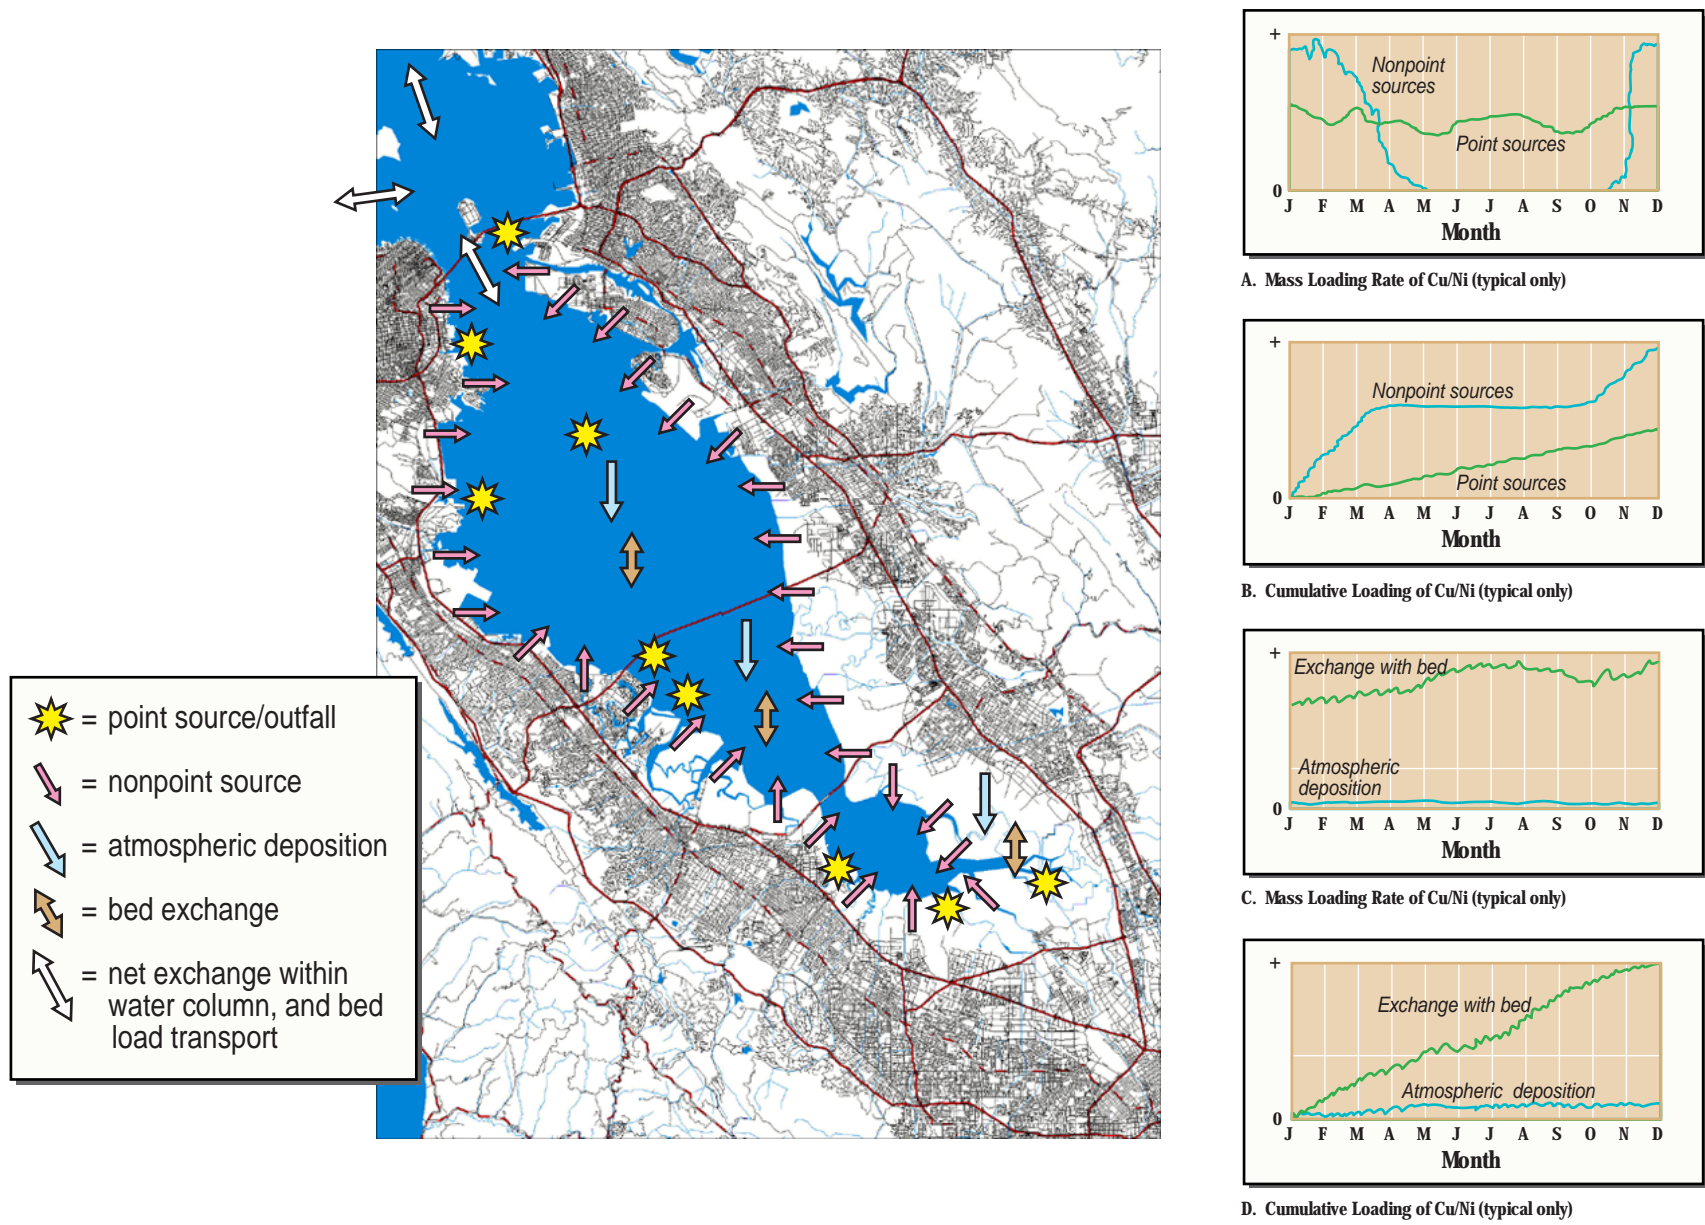 = point source/outfall
= nonpoint source
= atmospheric deposition
= bed exchange
= net exchange within
water column, and bed
load transport
+
Nonpoint
sources
Point sources
0
J F M A M J J A S O N D
Month
A. Mass Loading Rate of Cu/Ni (typical only)
+
Nonpoint sources
Point sources
0
J F M A M J J A S O N D
Month
B. Cumulative Loading of Cu/Ni (typical only)
+
Exchange with bed
Atmospheric
deposition
0
J F M A M J J A S O N D
Month
C. Mass Loading Rate of Cu/Ni (typical only)
+
Exchange with bed
Atmospheric deposition
0
J F M A M J J A S O N D
Month
D. Cumulative Loading of Cu/Ni (typical only)